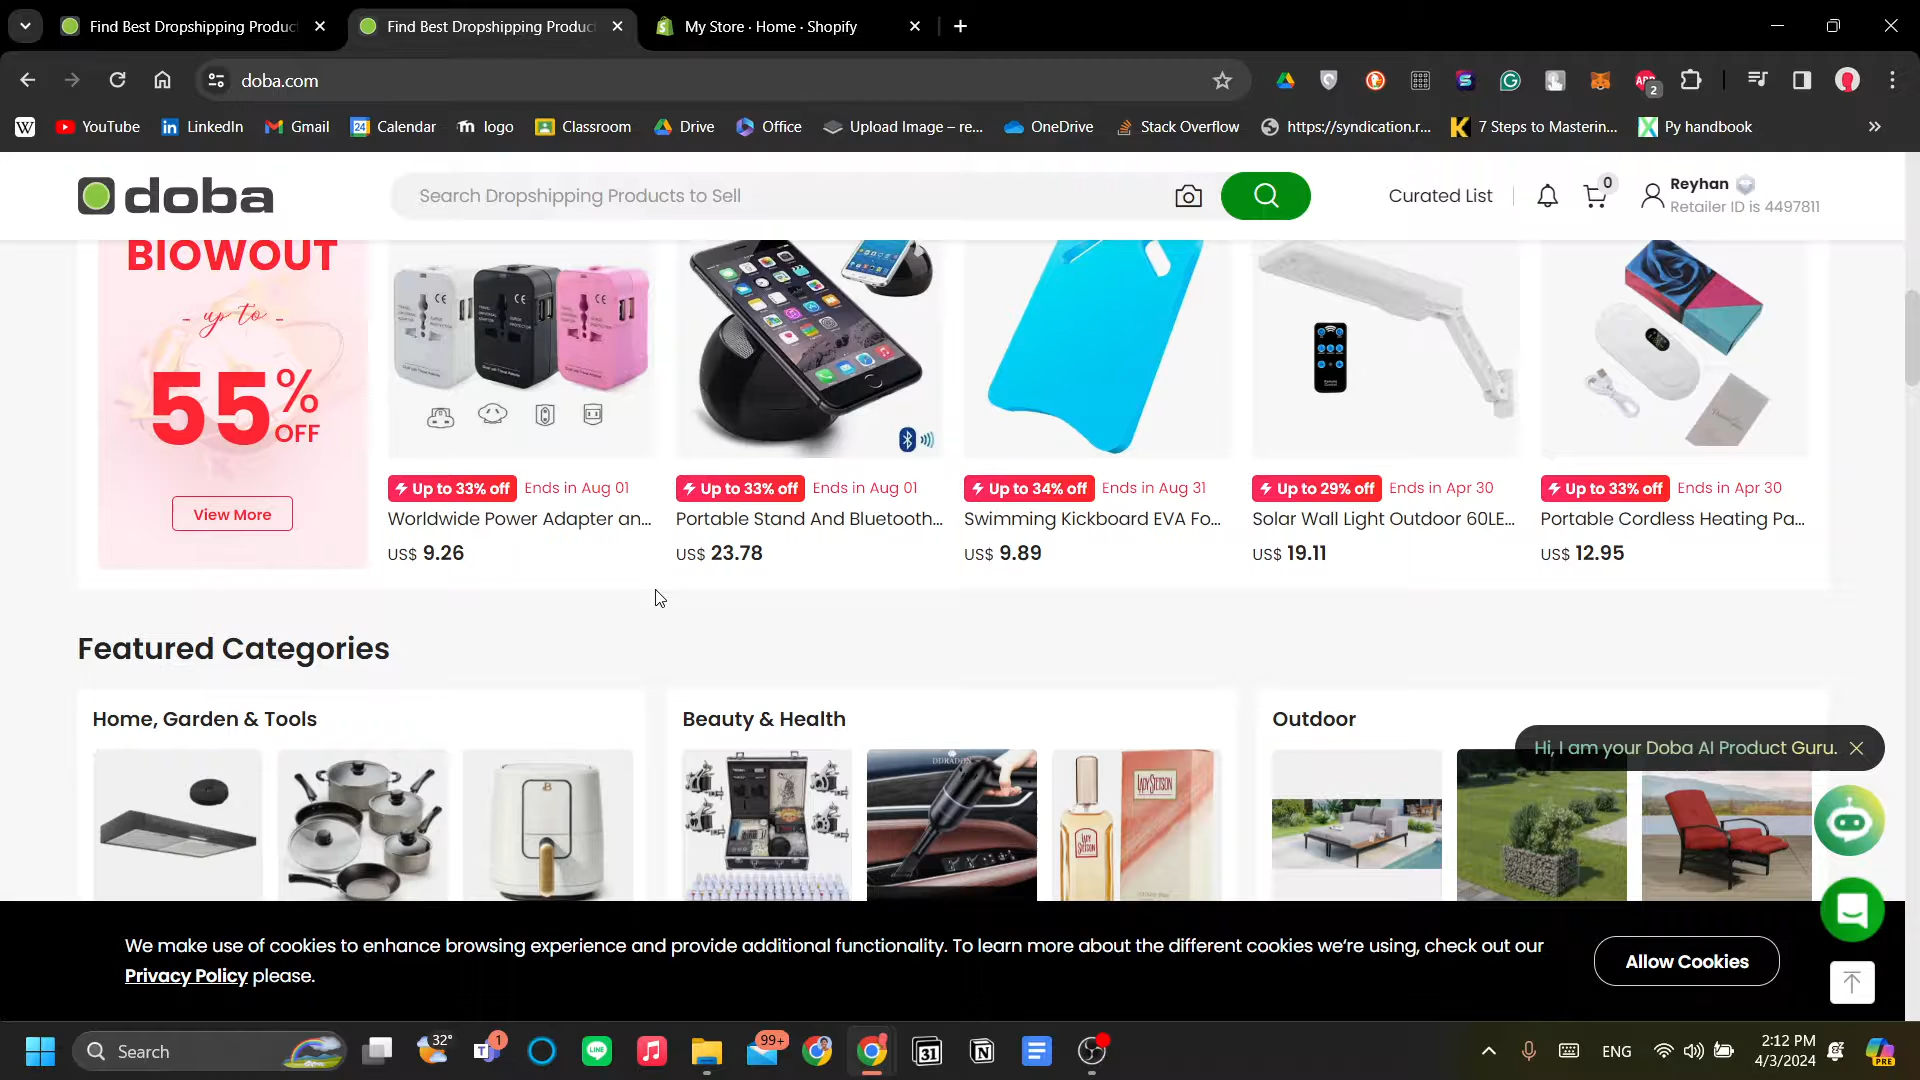 Find Best Dropshipping Produc
Find Best Dropshipping Produc
My Store · Home · Shopify
doba.com
2
YouTube
LinkedIn
Gmail
Calendar
logo
Classroom
Drive
Office
Upload Image – re...
OneDrive
Stack Overflow
https://syndication.r...
7 Steps to Masterin...
Py handbook
doba
Search Dropshipping Products to Sell
Curated List
0
Reyhan
Retailer ID is 4497811
BIOWOUT
- up to -
55% OFF
View More
Up to 33% off Ends in Aug 01
Worldwide Power Adapter an...
US$ 9.26
Up to 33% off Ends in Aug 01
Portable Stand And Bluetooth...
US$ 23.78
Up to 34% off Ends in Aug 31
Swimming Kickboard EVA Fo...
US$ 9.89
Up to 29% off Ends in Apr 30
Solar Wall Light Outdoor 60LE...
US$ 19.11
Up to 33% off Ends in Apr 30
Portable Cordless Heating Pa...
US$ 12.95
Featured Categories
Home, Garden & Tools
Beauty & Health
Outdoor
Hi, I am your Doba AI Product Guru.
We make use of cookies to enhance browsing experience and provide additional functionality. To learn more about the different cookies we’re using, check out our
Privacy Policy please.
Allow Cookies
Search
32°
1
99+
31
ENG
2:12 PM
4/3/2024
PRE